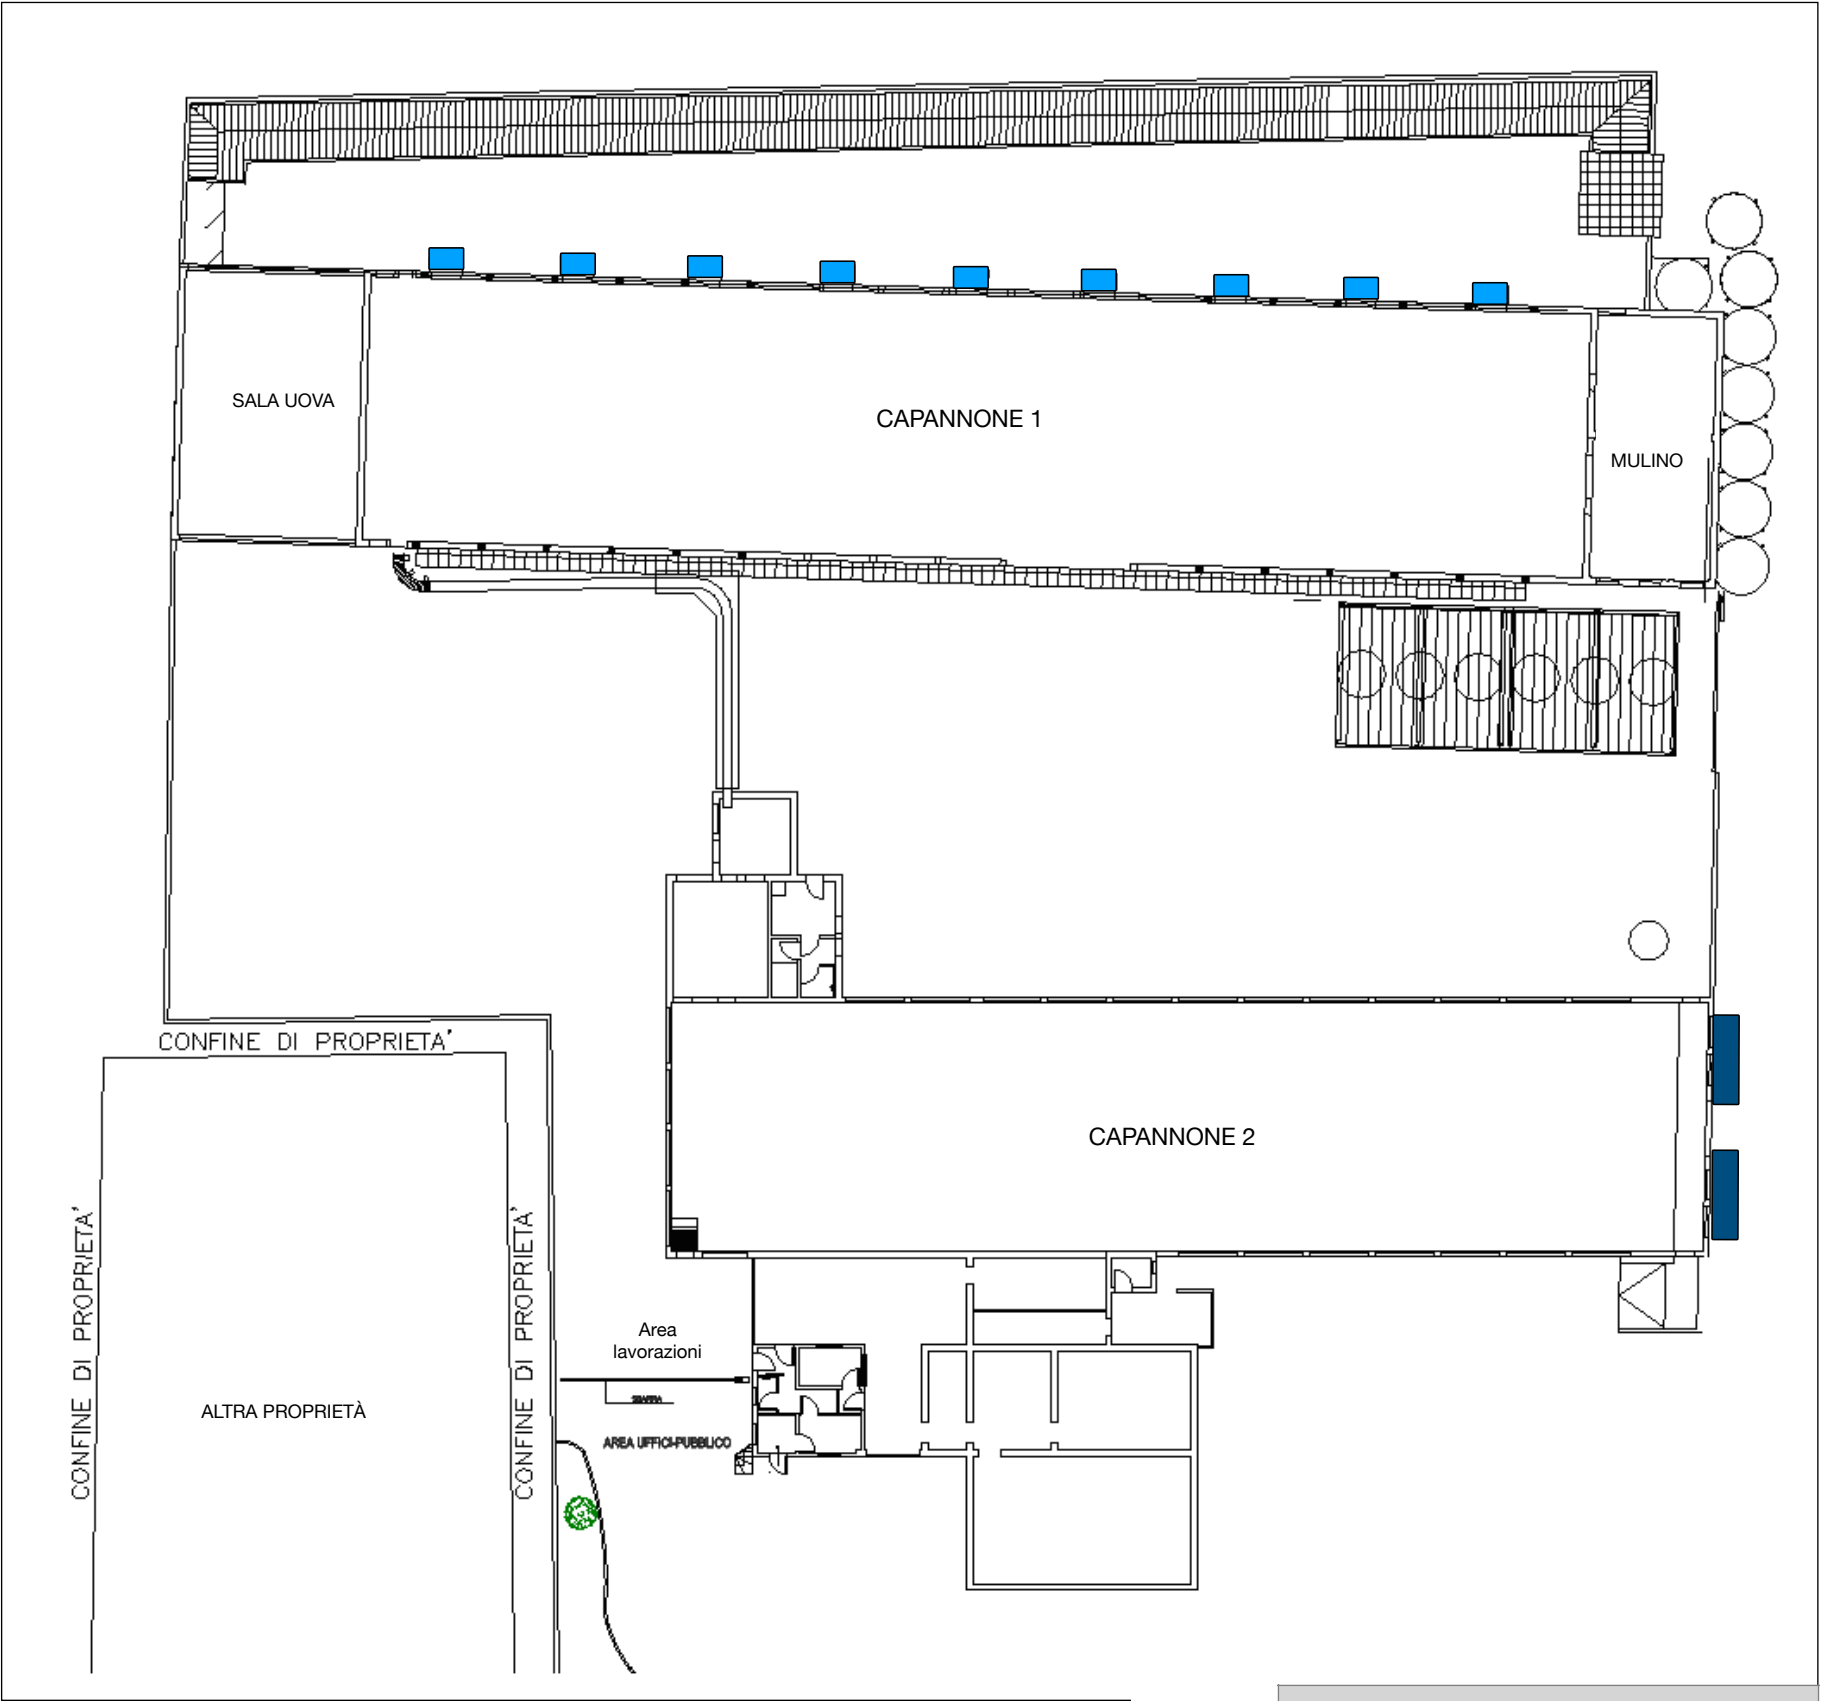 SALA UOVA
CAPANNONE 1
MULINO
CONFINE DI PROPRIETA'
CAPANNONE 2
CONFINE DI PROPRIETA'
CONFINE DI PROPRIETA'
Area
lavorazioni
ALTRA PROPRIETÀ
AREA UFFICI-PUBBLICO